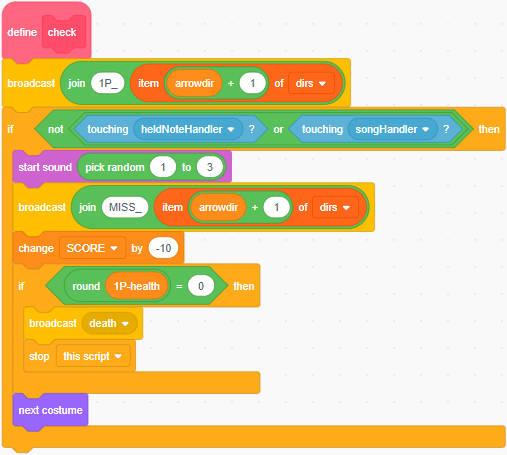 define check
broadcast join 1P_ item arrowdir + 1 of dirs
if not touching heldNoteHandler ? or touching songHandler ? then
start sound pick random 1 to 3
broadcast join MISS_ item arrowdir + 1 of dirs
change SCORE by -10
if round 1P-health = 0 then
broadcast death
stop this script
next costume